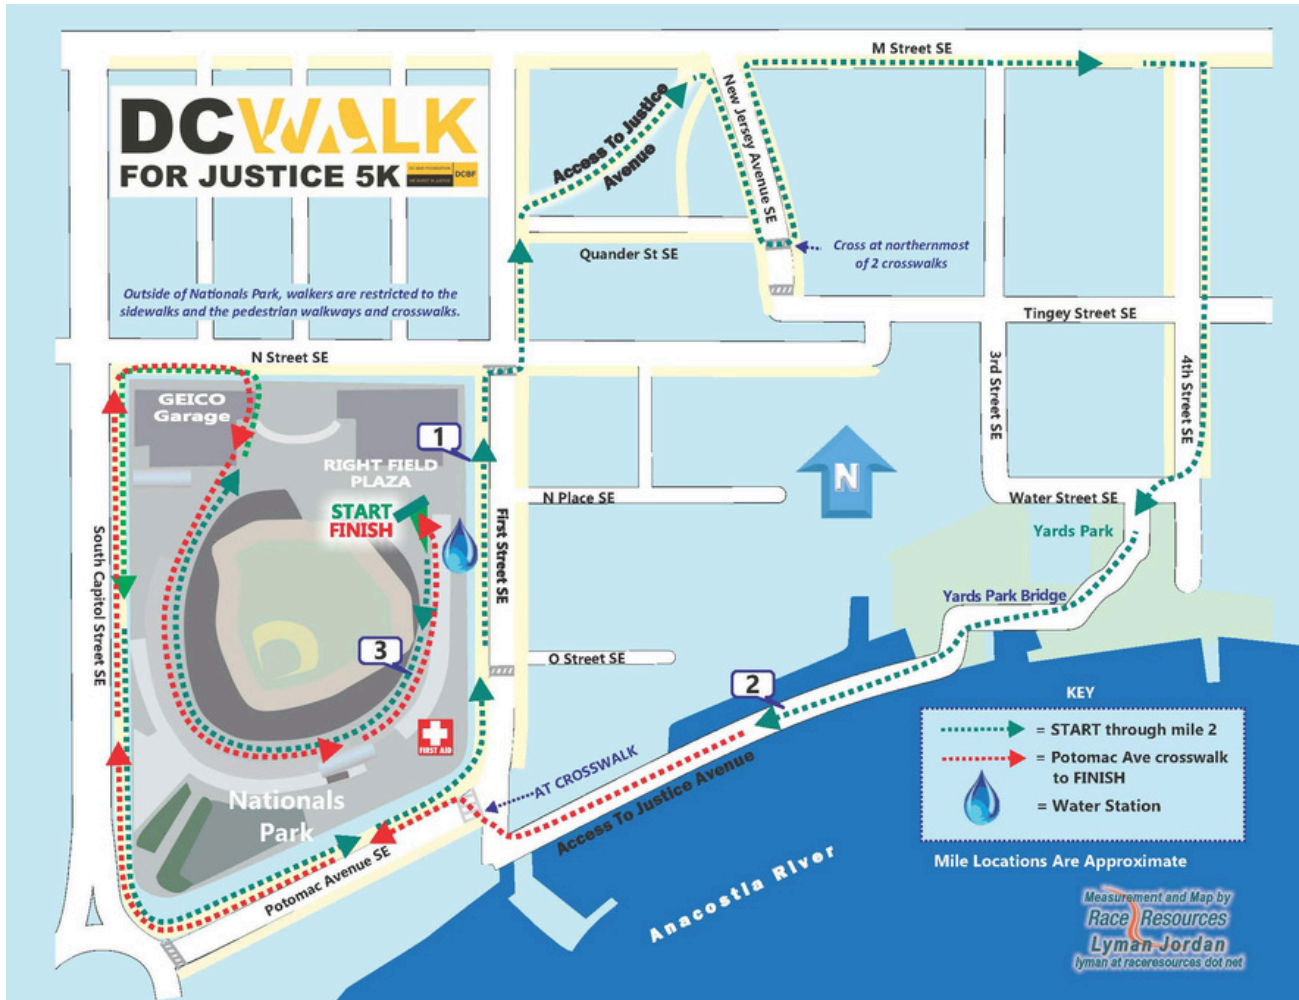 M Street SE
DCWALK
FOR JUSTICE 5K
DCBF
Access To Justice
Avenue
New Jersey Avenue SE
Quander St SE
Cross at northernmost
of 2 crosswalks
Outside of Nationals Park, walkers are restricted to the
sidewalks and the pedestrian walkways and crosswalks.
Tingey Street SE
N Street SE
3rd Street SE
4th Street SE
GEICO
Garage
1
RIGHT FIELD
PLAZA
START
FINISH
N
N Place SE
Water Street SE
First Street SE
South Capitol Street SE
Yards Park
Yards Park Bridge
3
O Street SE
2
FIRST AID
KEY
= START through mile 2
= Potomac Ave crosswalk
to FINISH
= Water Station
Mile Locations Are Approximate
AT CROSSWALK
Access To Justice Avenue
Nationals
Park
Potomac Avenue SE
Anacostia River
Measurement and Map by
Race Resources
Lyman Jordan
lyman at raceresources dot net